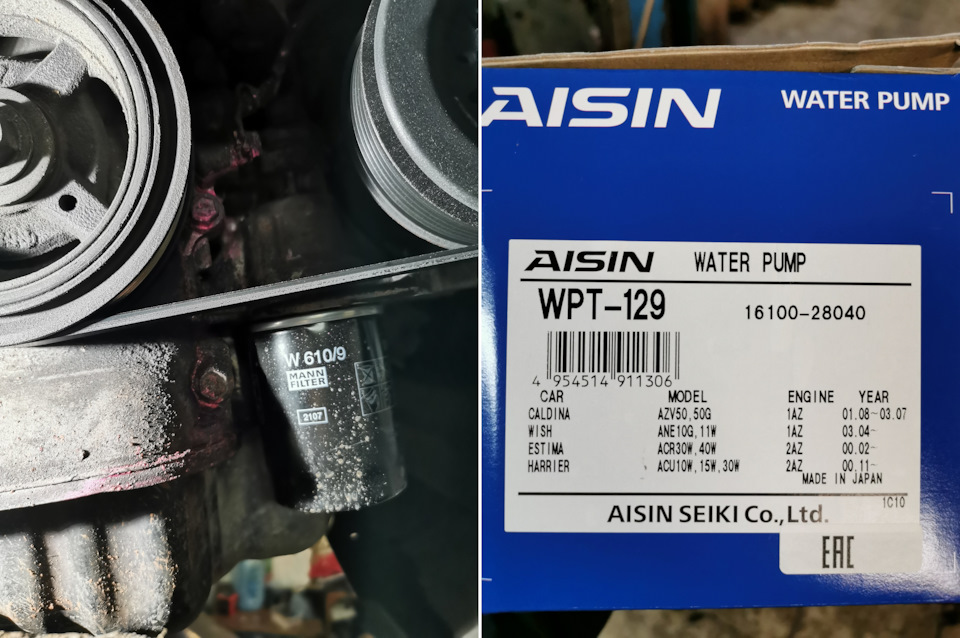 W 610/9
MANN
FILTER
2107
AISIN WATER PUMP
AISIN WATER PUMP
WPT-129 16100-28040
4 954514 911306
CAR MODEL ENGINE YEAR
CALDINA AZV50,50G 1AZ 01.08~03.07
WISH ANE10G,11W 1AZ 03.04~
ESTIMA ACR30W,40W 2AZ 00.02~
HARRIER ACU10W,15W,30W 2AZ 00.11~
MADE IN JAPAN
1C10
AISIN SEIKI Co.,Ltd.
EAC